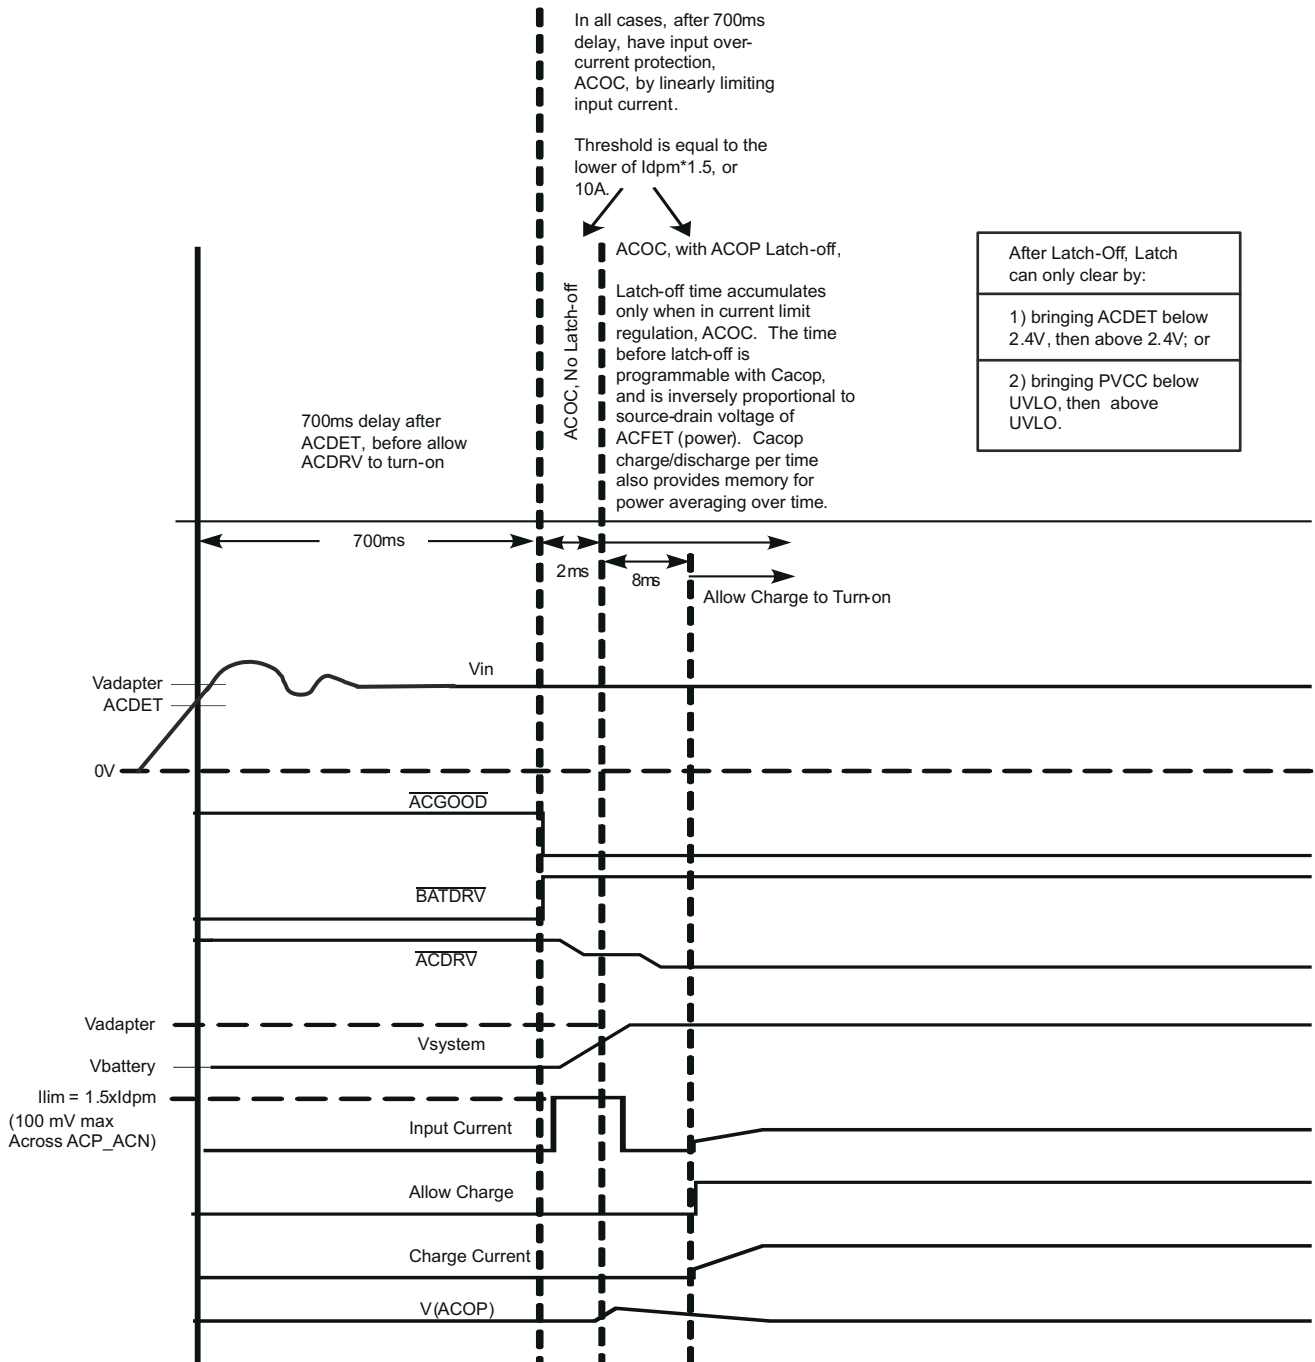 In all cases, after 700ms
delay, have input over-
current protection,
ACOC, by linearly limiting
input current.
Threshold is equal to the
lower of Idpm*1.5, or
10A.
ACOC, No Latch-off
ACOC, with ACOP Latch-off,
Latch-off time accumulates
only when in current limit
regulation, ACOC. The time
before latch-off is
programmable with Cacop,
and is inversely proportional to
source-drain voltage of
ACFET (power). Cacop
charge/discharge per time
also provides memory for
power averaging over time.
After Latch-Off, Latch
can only clear by:
1) bringing ACDET below
2.4V, then above 2.4V; or
2) bringing PVCC below
UVLO, then above
UVLO.
700ms delay after
ACDET, before allow
ACDRV to turn-on
700ms
2ms
8ms
Allow Charge to Turn-on
Vin
Vadapter
ACDET
0V
ACGOOD
BATDRV
ACDRV
Vadapter
Vsystem
Vbattery
Ilim = 1.5xIdpm
(100 mV max
Across ACP_ACN)
Input Current
Allow Charge
Charge Current
V(ACOP)